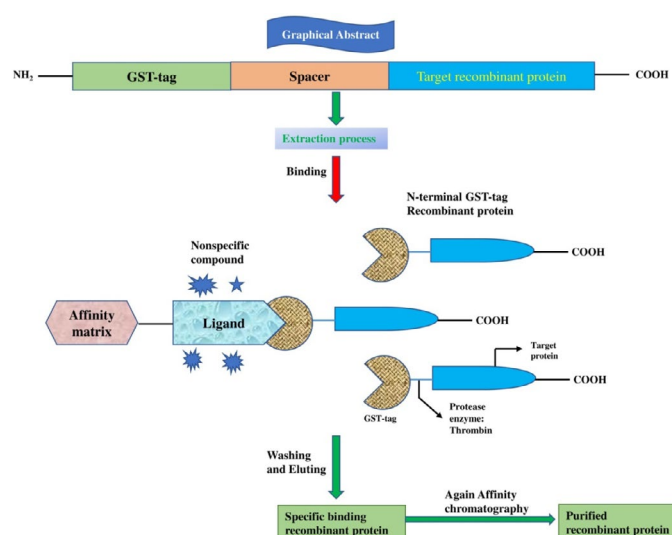 Graphical Abstract
NH₂ GST-tag Spacer Target recombinant protein COOH
Extraction process
Binding
N-terminal GST-tag
Recombinant protein
COOH
Nonspecific
compound
Affinity
matrix
Ligand
COOH
Target
protein
COOH
GST-tag
Protease
enzyme:
Thrombin
Washing
and Eluting
Again Affinity
chromatography
Specific binding
recombinant protein
Purified
recombinant protein